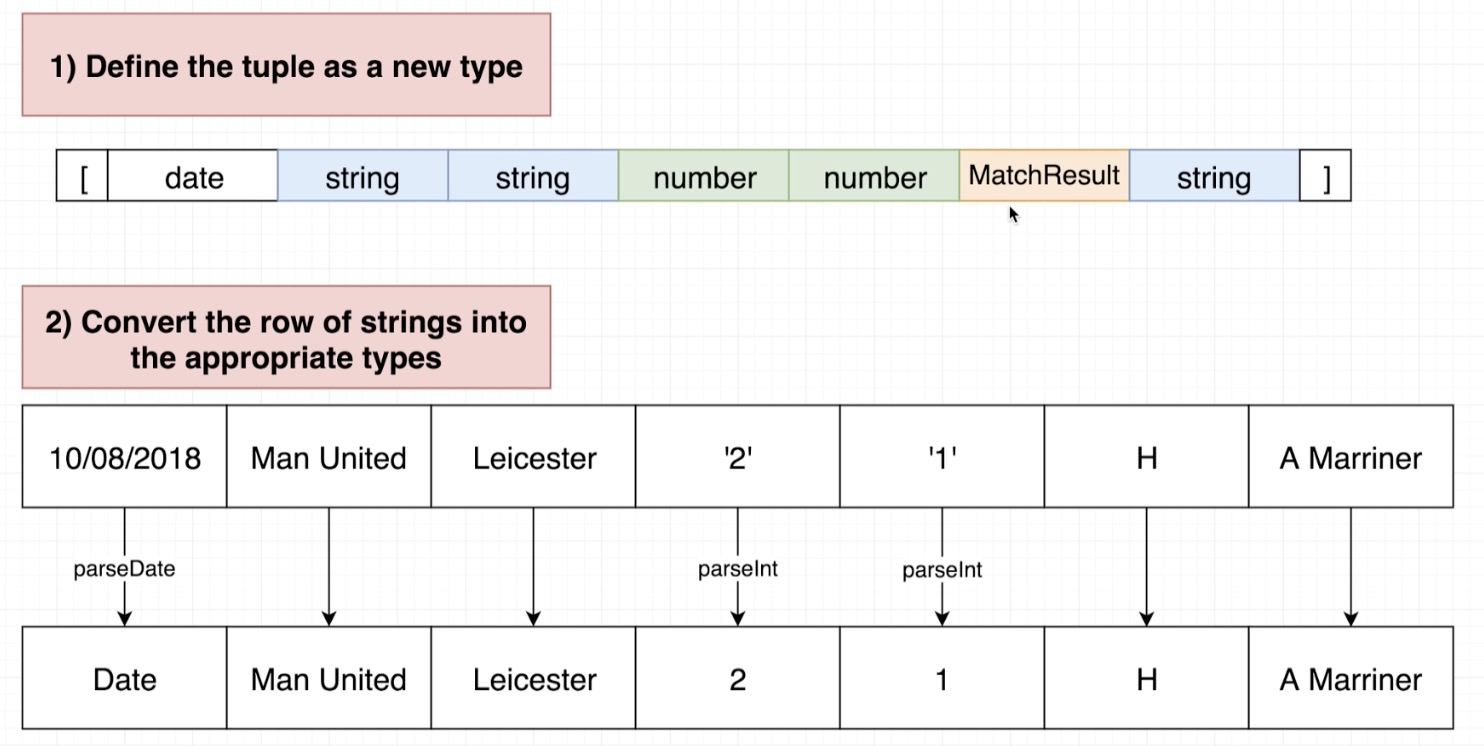 1) Define the tuple as a new type
[ date string string number number MatchResult string ]
2) Convert the row of strings into
the appropriate types
10/08/2018 Man United Leicester '2' '1' H A Marriner
parseDate parseInt parseInt
Date Man United Leicester 2 1 H A Marriner